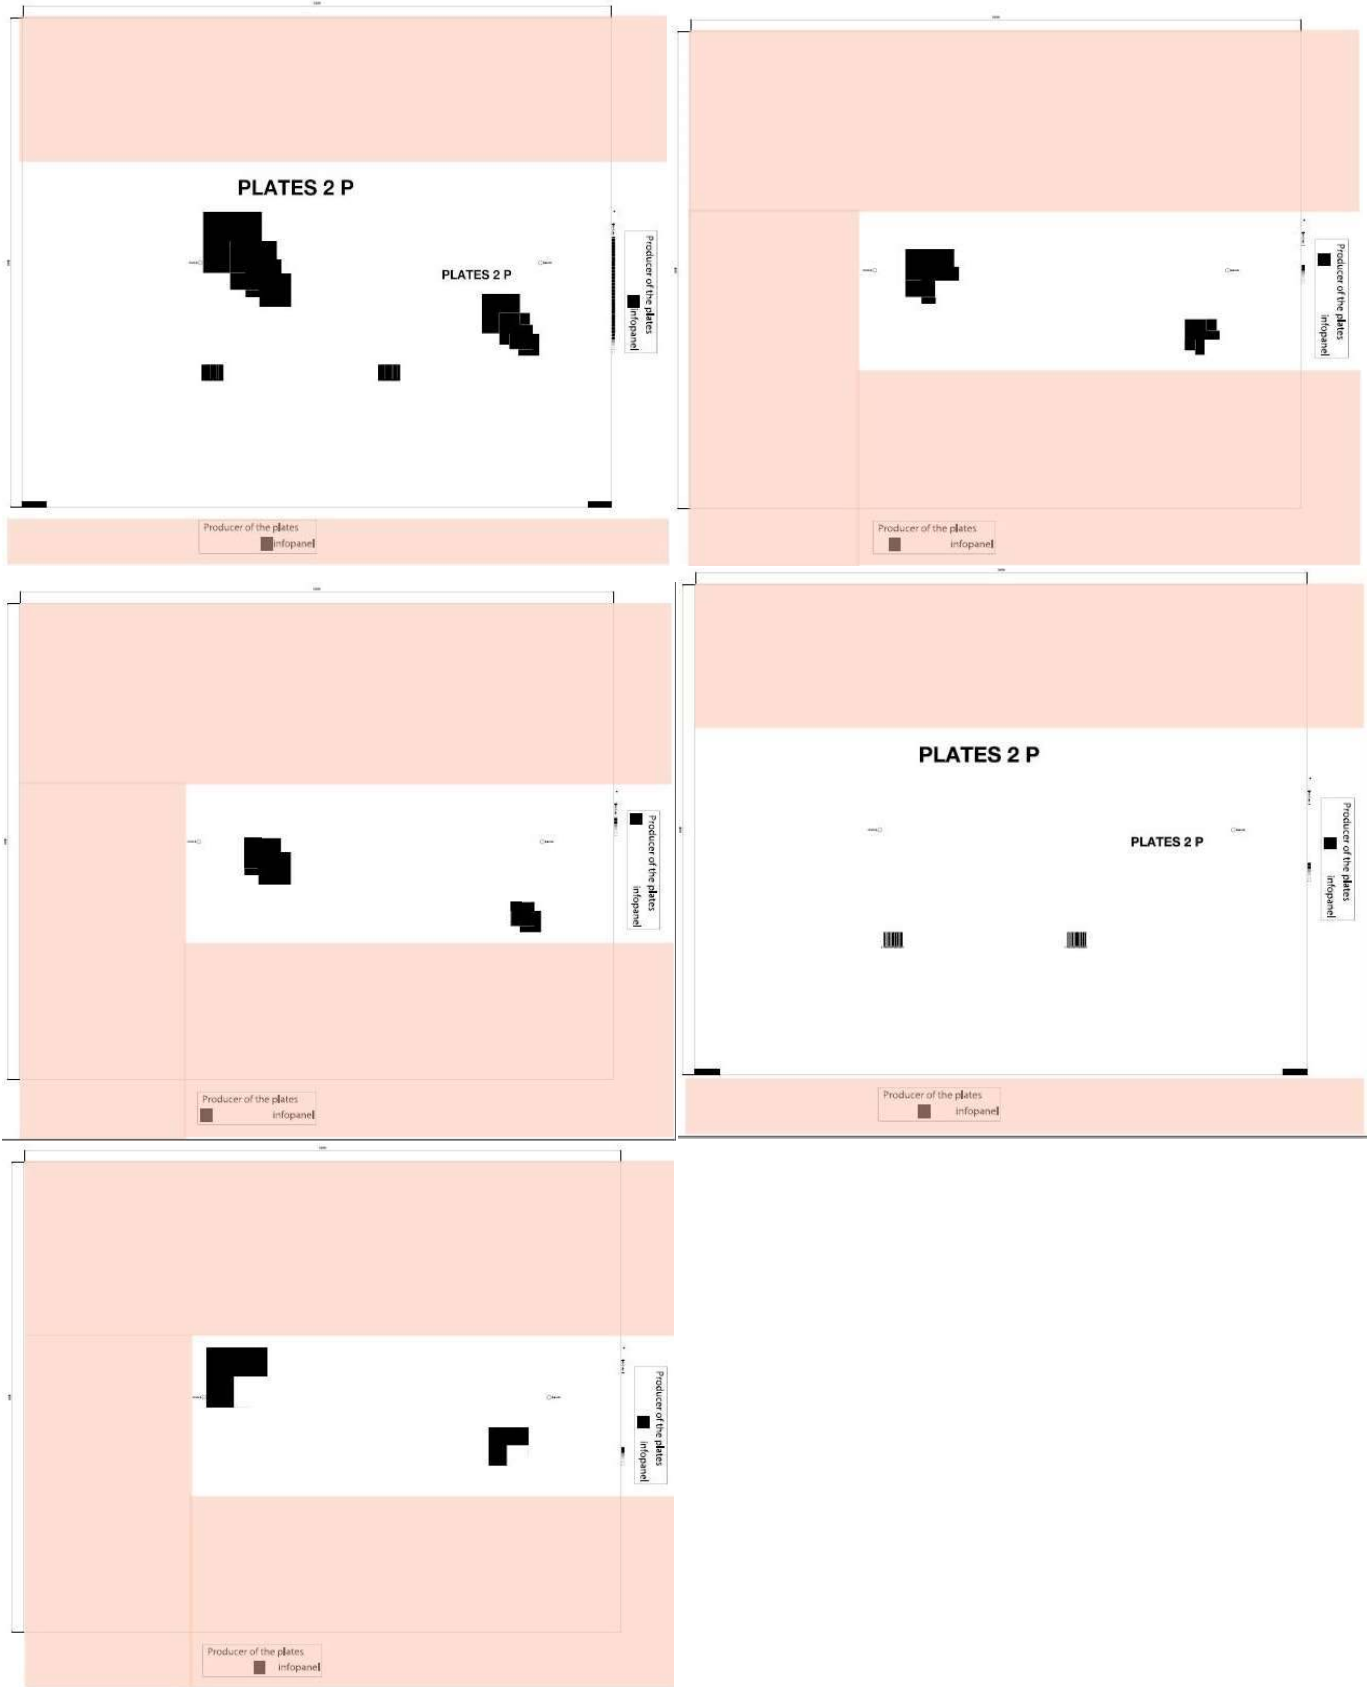 PLATES 2 P
PLATES 2 P
Producer of the plates
infopanel
Producer of the plates
infopanel
Producer of the plates
infopanel
Producer of the plates
infopanel
Producer of the plates
infopanel
Producer of the plates
infopanel
PLATES 2 P
PLATES 2 P
Producer of the plates
infopanel
Producer of the plates
infopanel
Producer of the plates
infopanel
Producer of the plates
infopanel